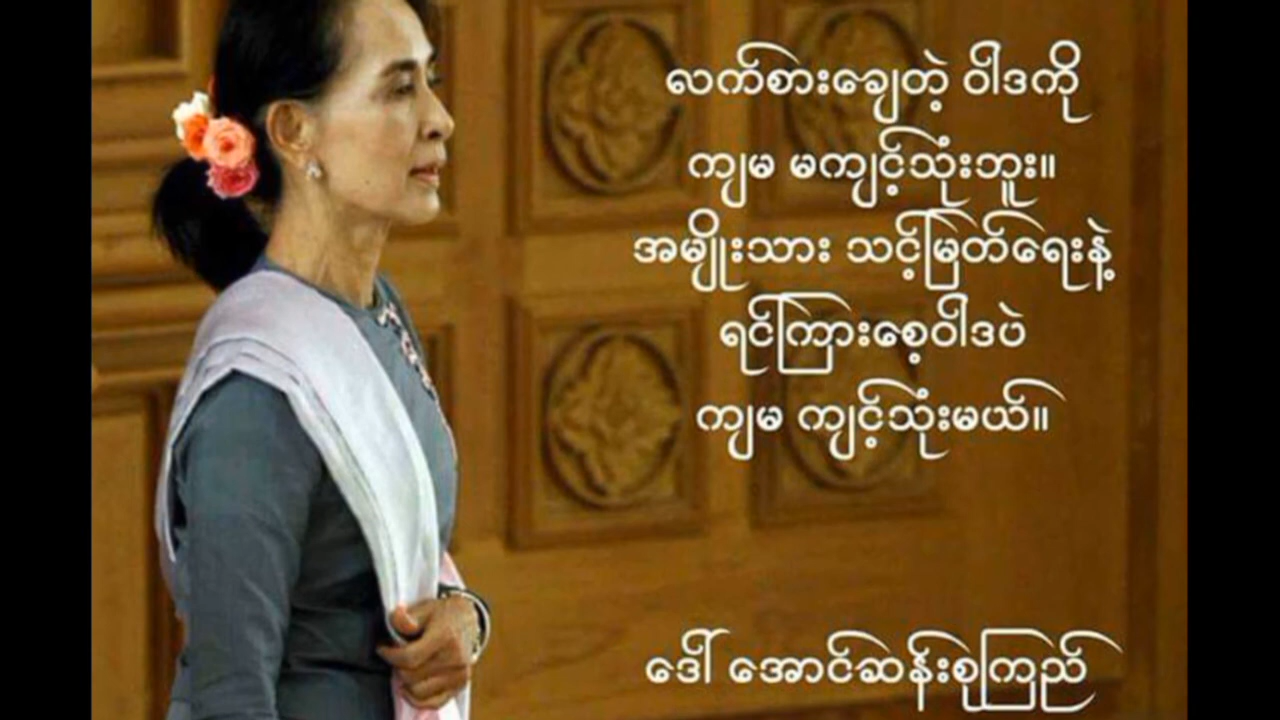 လက်စားချေတဲ့ ဝါဒကို
ကျမ မကျင့်သုံးဘူး။
အမျိုးသား သင့်မြတ်ရေးနဲ့
ရင်ကြားစေ့ဝါဒပဲ
ကျမ ကျင့်သုံးမယ်။
ဒေါ် အောင်ဆန်းစုကြည်